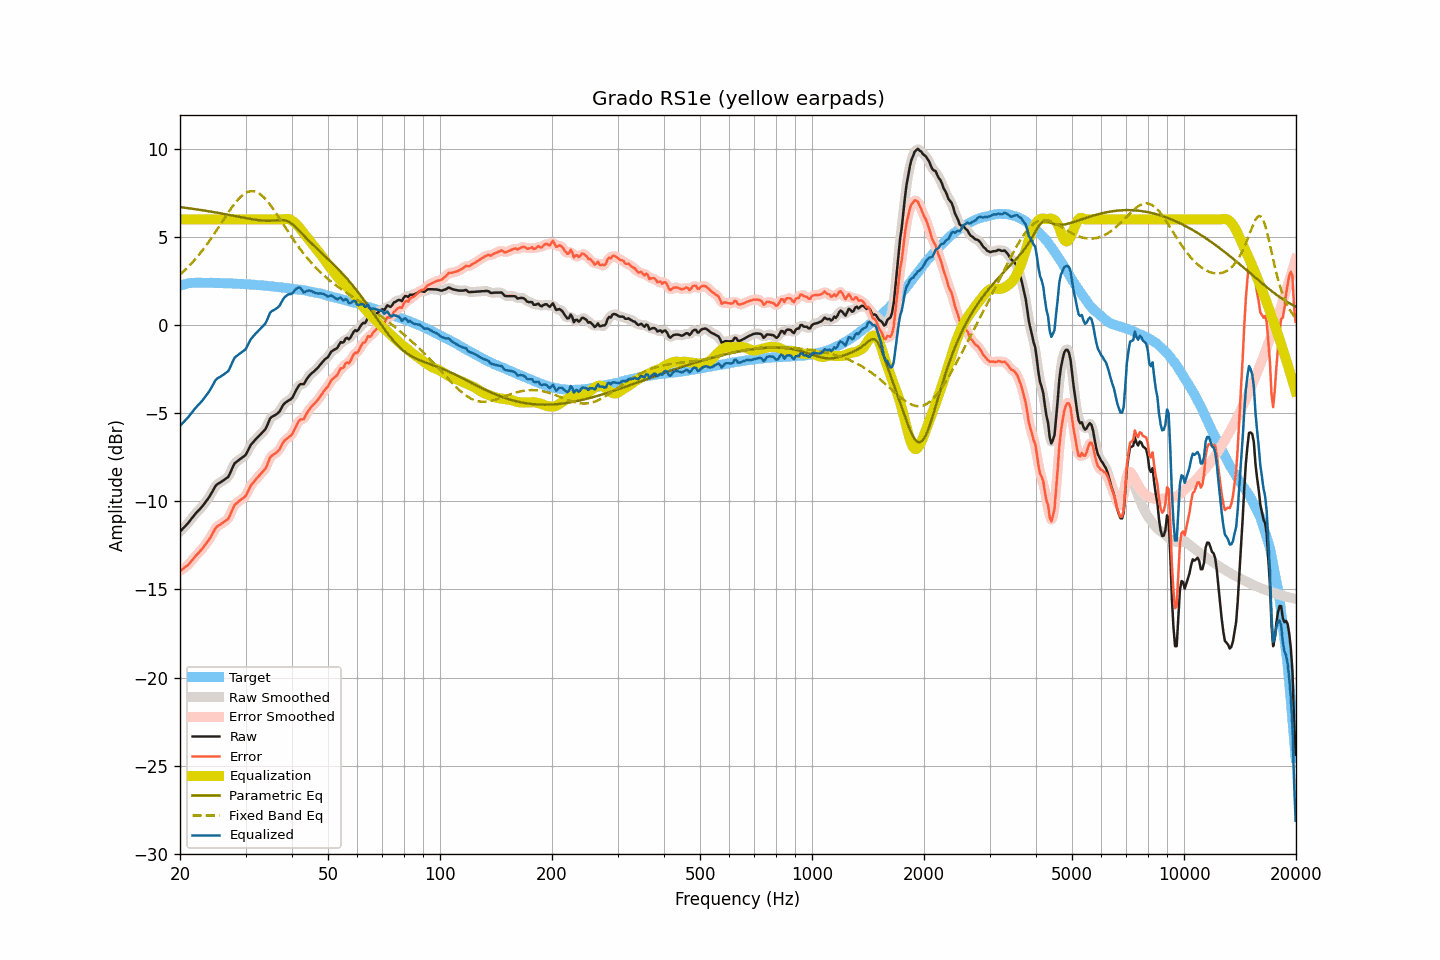 Grado RS1e (yellow earpads)
10
5
0
−5
−10
−15
−20
−25
−30
Amplitude (dBr)
Target
Raw Smoothed
Error Smoothed
Raw
Error
Equalization
Parametric Eq
Fixed Band Eq
Equalized
20 50 100 200 500 1000 2000 5000 10000 20000
Frequency (Hz)